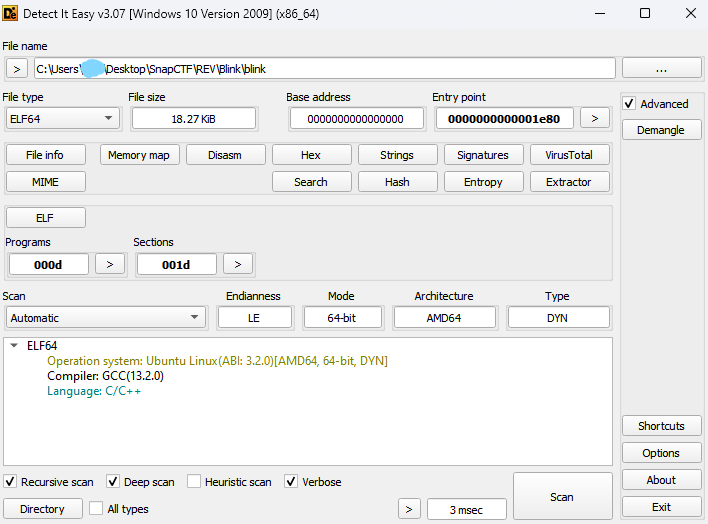 Detect It Easy v3.07 [Windows 10 Version 2009] (x86_64)
File name
> C:\Users\ \Desktop\SnapCTF\REV\Blink\blink ...
File type File size Base address Entry point Advanced
ELF64 18.27 KiB 0000000000000000 0000000000001e80 > Demangle
File info Memory map Disasm Hex Strings Signatures VirusTotal
MIME Search Hash Entropy Extractor
ELF
Programs Sections
000d > 001d >
Scan Endianness Mode Architecture Type
Automatic LE 64-bit AMD64 DYN
ELF64
Operation system: Ubuntu Linux(ABI: 3.2.0)[AMD64, 64-bit, DYN]
Compiler: GCC(13.2.0)
Language: C/C++
Shortcuts
Options
Recursive scan Deep scan Heuristic scan Verbose Scan About
Directory All types > 3 msec Exit